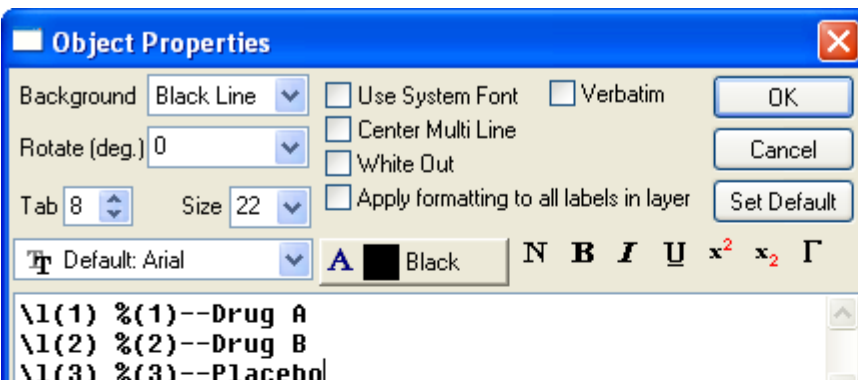 Object Properties
Background Black Line Use System Font Verbatim OK
Center Multi Line
Rotate (deg.) 0 Cancel
White Out
Tab 8 Size 22 Apply formatting to all labels in layer Set Default
Default: Arial A Black N B I U x² x₂ Γ
\l(1) %(1)--Drug A
\l(2) %(2)--Drug B
\l(3) %(3)--Placebo